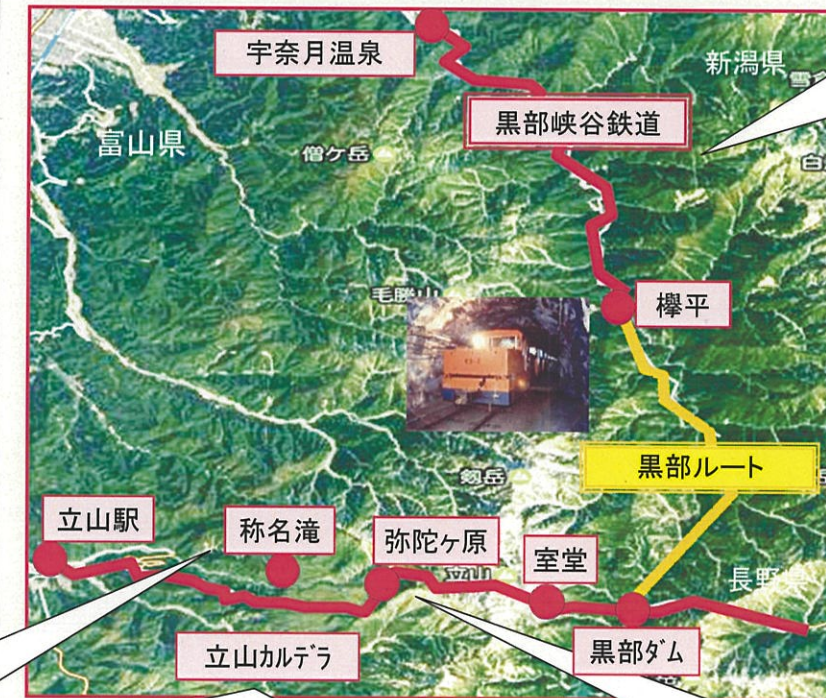 宇奈月温泉
新潟県
黒部峡谷鉄道
富山県
僧ケ岳
毛勝山
欅平
黒部ルート
剱岳
立山駅
称名滝
弥陀ヶ原
立山
室堂
長野県
立山ｶﾙﾃﾞﾗ
黒部ﾀﾞﾑ